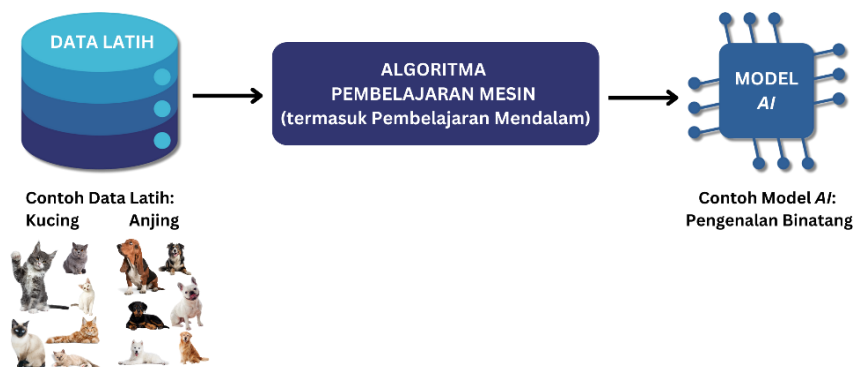 DATA LATIH
ALGORITMA
PEMBELAJARAN MESIN
(termasuk Pembelajaran Mendalam)
MODEL
AI
Contoh Data Latih:
Kucing Anjing
Contoh Model AI:
Pengenalan Binatang